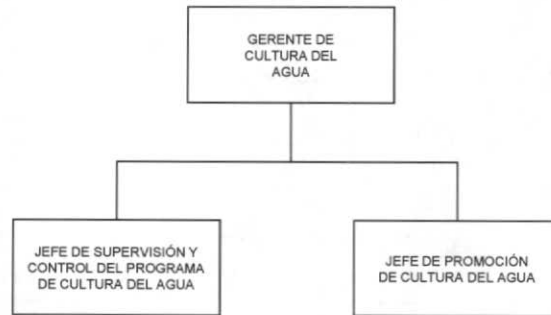 GERENTE DE
CULTURA DEL
AGUA
JEFE DE SUPERVISIÓN Y
CONTROL DEL PROGRAMA
DE CULTURA DEL AGUA
JEFE DE PROMOCIÓN
DE CULTURA DEL AGUA